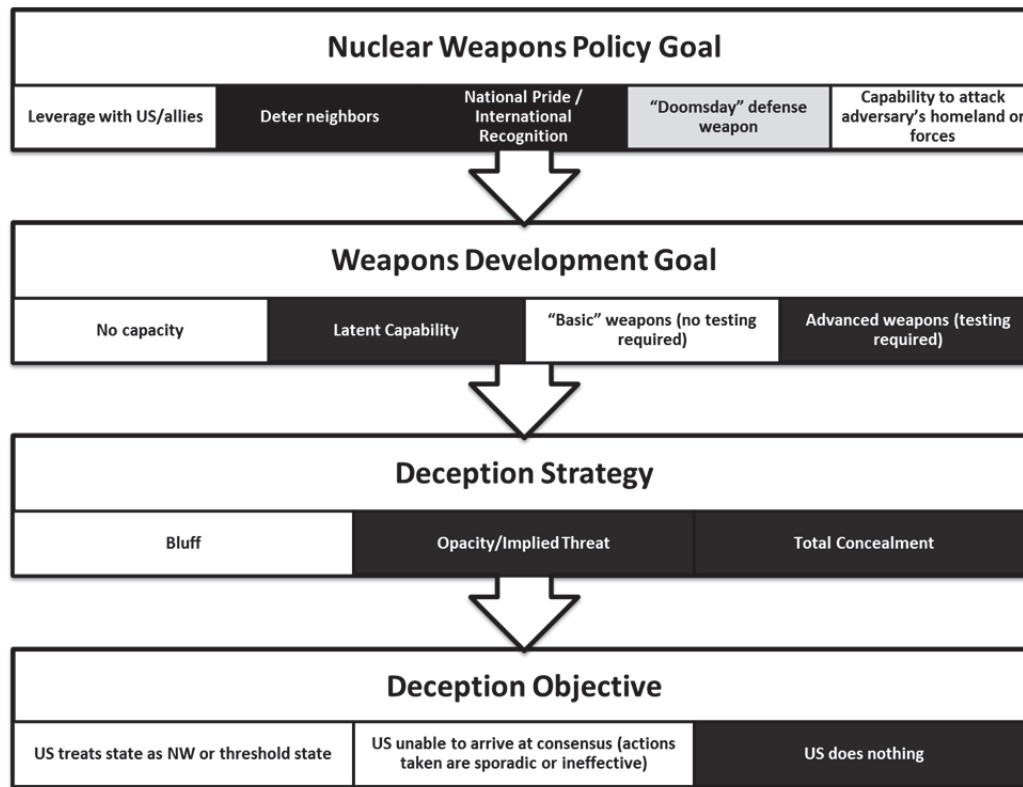 Nuclear Weapons Policy Goal
Leverage with US/allies
Deter neighbors
National Pride /
International
Recognition
“Doomsday” defense
weapon
Capability to attack
adversary’s homeland or
forces
Weapons Development Goal
No capacity
Latent Capability
“Basic” weapons (no testing
required)
Advanced weapons (testing
required)
Deception Strategy
Bluff
Opacity/Implied Threat
Total Concealment
Deception Objective
US treats state as NW or threshold state
US unable to arrive at consensus (actions
taken are sporadic or ineffective)
US does nothing